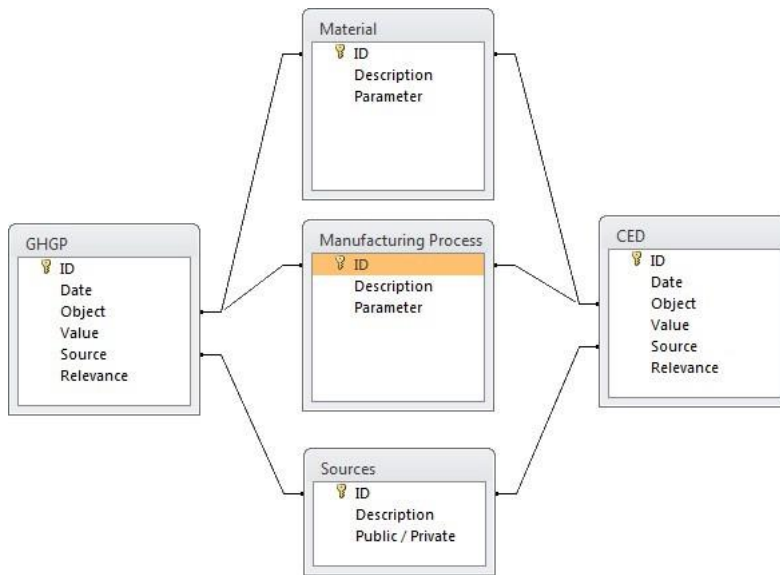 Material
ID
Description
Parameter
GHGP
ID
Date
Object
Value
Source
Relevance
Manufacturing Process
ID
Description
Parameter
CED
ID
Date
Object
Value
Source
Relevance
Sources
ID
Description
Public / Private